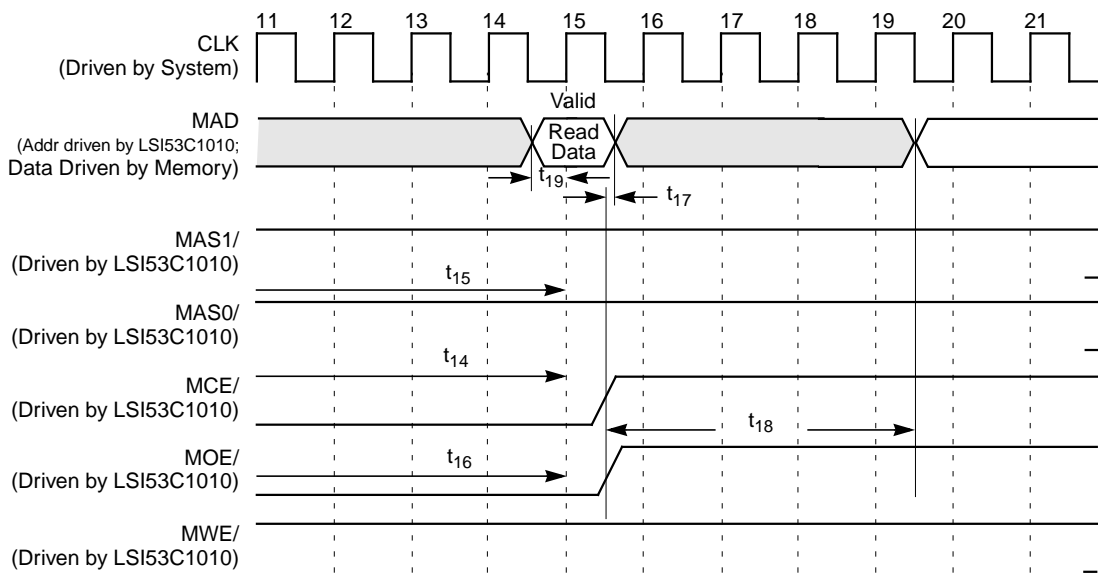 11 12 13 14 15 16 17 18 19 20 21
CLK
(Driven by System)
Valid
MAD
(Addr driven by LSI53C1010;
Data Driven by Memory)
Read
Data
t19
t17
MAS1/
(Driven by LSI53C1010)
t15
MAS0/
(Driven by LSI53C1010)
t14
MCE/
(Driven by LSI53C1010)
t18
MOE/
(Driven by LSI53C1010)
t16
MWE/
(Driven by LSI53C1010)